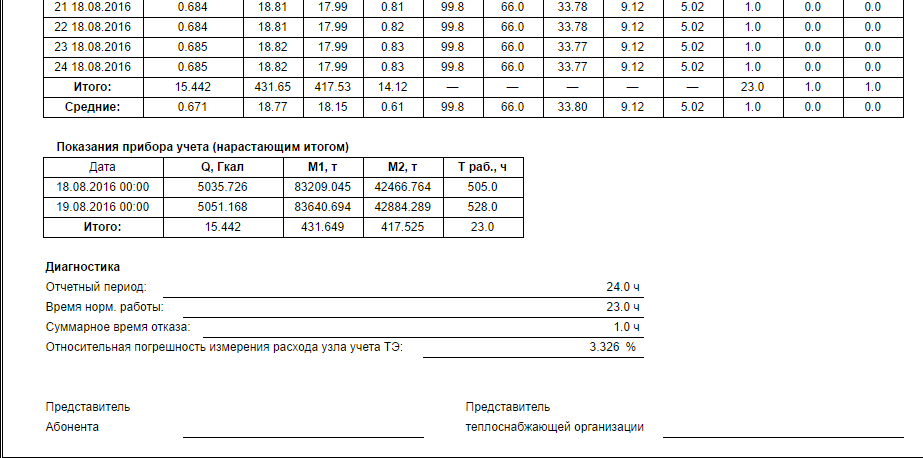 21 18.08.2016 0.684 18.81 17.99 0.81 99.8 66.0 33.78 9.12 5.02 1.0 0.0 0.0
22 18.08.2016 0.684 18.81 17.99 0.82 99.8 66.0 33.78 9.12 5.02 1.0 0.0 0.0
23 18.08.2016 0.685 18.82 17.99 0.83 99.8 66.0 33.77 9.12 5.02 1.0 0.0 0.0
24 18.08.2016 0.685 18.82 17.99 0.83 99.8 66.0 33.77 9.12 5.02 1.0 0.0 0.0
Итого: 15.442 431.65 417.53 14.12 — — — — — 23.0 1.0 1.0
Средние: 0.671 18.77 18.15 0.61 99.8 66.0 33.80 9.12 5.02 1.0 0.0 0.0
Показания прибора учета (нарастающим итогом)
Дата Q, Гкал М1, т М2, т Т раб., ч
18.08.2016 00:00 5035.726 83209.045 42466.764 505.0
19.08.2016 00:00 5051.168 83640.694 42884.289 528.0
Итого: 15.442 431.649 417.525 23.0
Диагностика
Отчетный период: 24.0 ч
Время норм. работы: 23.0 ч
Суммарное время отказа: 1.0 ч
Относительная погрешность измерения расхода узла учета ТЭ: 3.326 %
Представитель Представитель
Абонента теплоснабжающей организации